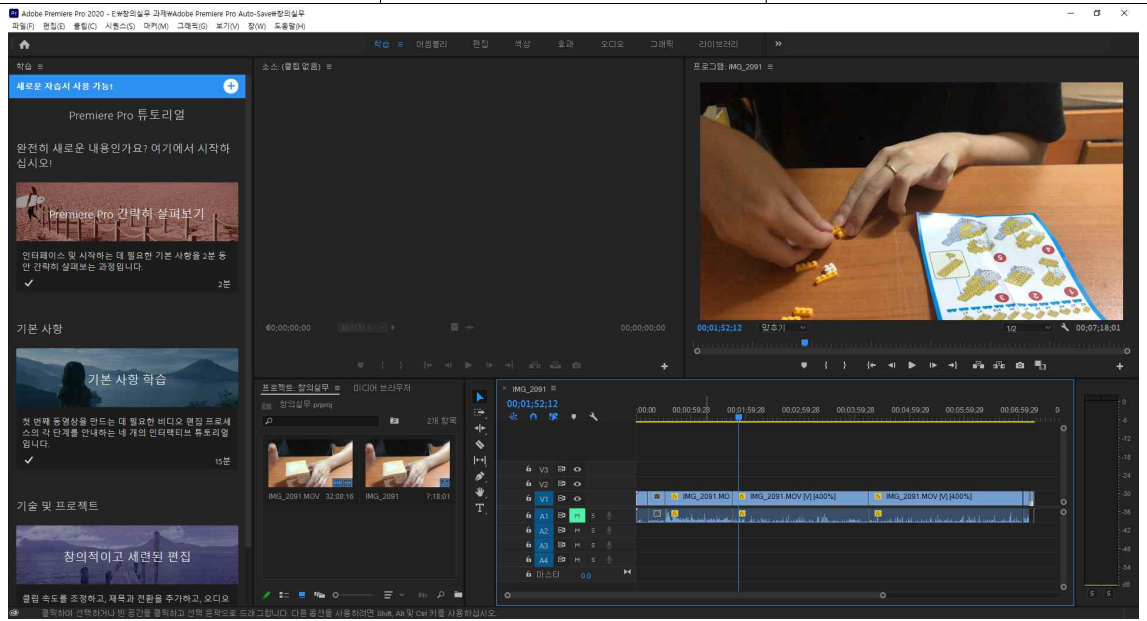 Adobe Premiere Pro 2020 - E:₩창의실무 과제₩Adobe Premiere Pro Auto-Save₩창의실무
파일(F) 편집(E) 클립(C) 시퀀스(S) 마커(M) 그래픽(G) 보기(V) 창(W) 도움말(H)
학습 어셈블리 편집 색상 효과 오디오 그래픽 라이브러리
학습
소스: (클립 없음)
프로그램: IMG_2091
새로운 자습서 사용 가능!
Premiere Pro 튜토리얼
완전히 새로운 내용인가요? 여기에서 시작하
십시오!
Premiere Pro 간략히 살펴보기
인터페이스 및 시작하는 데 필요한 기본 사항을 2분 동
안 간략히 살펴보는 과정입니다.
2분
기본 사항
기본 사항 학습
첫 번째 동영상을 만드는 데 필요한 비디오 편집 프로세
스의 각 단계를 안내하는 네 개의 인터랙티브 튜토리얼
입니다.
15분
기술 및 프로젝트
창의적이고 세련된 편집
클립 속도를 조정하고, 제목과 전환을 추가하고, 오디오
00;00;00;00
00;00;00;00
00;01;52;12 맞추기 1/2 00;07;18;01
5
4
3
2
1
프로젝트: 창의실무 미디어 브라우저
창의실무.prproj
2개 항목
IMG_2091.MOV 32;08;16
IMG_2091 7;18;01
IMG_2091
00;01;52;12
;00;00 00;00;59;28 00;01;59;28 00;02;59;28 00;03;59;28 00;04;59;29 00;05;59;29 00;06;59;29 0
V3
V2
V1 IMG_2091.MO IMG_2091.MOV [V] [400%] IMG_2091.MOV [V] [400%]
A1 M S
A2 M S
A3 M S
A4 M S
마스터 0.0
0
-6
-12
-18
-24
-30
-36
-42
-48
-54
dB
S S
클릭하여 선택하거나 빈 공간을 클릭하고 선택 윤곽으로 드래그합니다. 다른 옵션을 사용하려면 Shift, Alt 및 Ctrl 키를 사용하십시오.